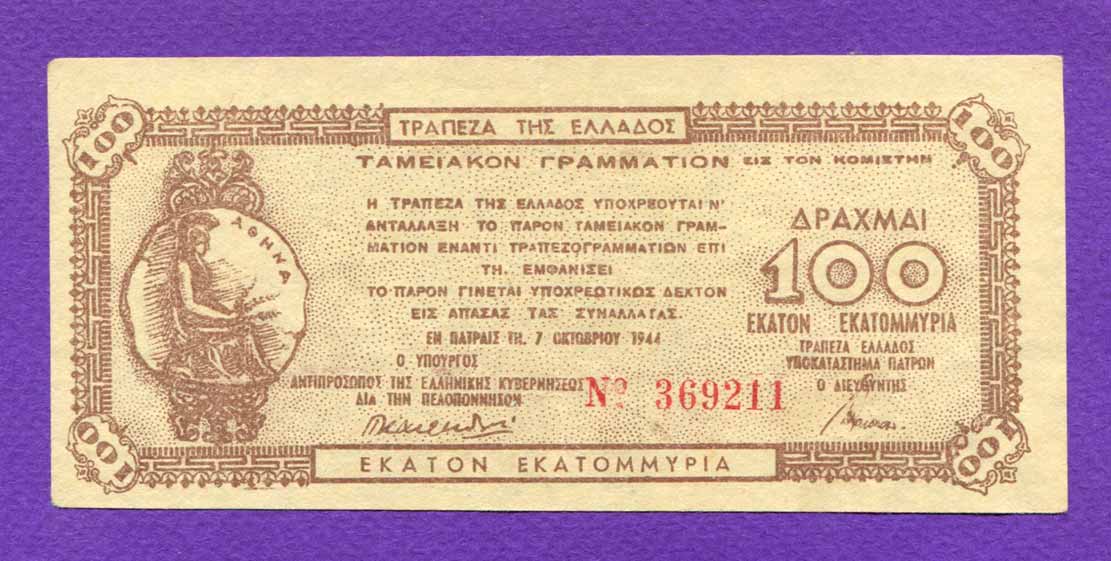 100
100
ΤΡΑΠΕΖΑ ΤΗΣ ΕΛΛΑΔΟΣ
ΤΑΜΕΙΑΚΟΝ ΓΡΑΜΜΑΤΙΟΝ ΕΙΣ ΤΟΝ ΚΟΜΙΣΤΗΝ
ΑΘΗΝΑ
Η ΤΡΑΠΕΖΑ ΤΗΣ ΕΛΛΑΔΟΣ ΥΠΟΧΡΕΟΥΤΑΙ Ν'
ΑΝΤΑΛΛΑΞΗ ΤΟ ΠΑΡΟΝ ΤΑΜΕΙΑΚΟΝ ΓΡΑΜ-
ΜΑΤΙΟΝ ΕΝΑΝΤΙ ΤΡΑΠΕΖΟΓΡΑΜΜΑΤΙΩΝ ΕΠΙ
ΤΗ. ΕΜΦΑΝΙΣΕΙ
ΤΟ ΠΑΡΟΝ ΓΙΝΕΤΑΙ ΥΠΟΧΡΕΩΤΙΚΩΣ ΔΕΚΤΟΝ
ΕΙΣ ΑΠΑΣΑΣ ΤΑΣ ΣΥΝΑΛΛΑΓΑΣ.
ΕΝ ΠΑΤΡΑΙΣ ΤΗ. 7 ΟΚΤΩΒΡΙΟΥ 1944
Ο ΥΠΟΥΡΓΟΣ
ΑΝΤΙΠΡΟΣΩΠΟΣ ΤΗΣ ΕΛΛΗΝΙΚΗΣ ΚΥΒΕΡΝΗΣΕΩΣ
ΔΙΑ ΤΗΝ ΠΕΛΟΠΟΝΝΗΣΟΝ
ΔΡΑΧΜΑΙ
100
ΕΚΑΤΟΝ ΕΚΑΤΟΜΜΥΡΙΑ
ΤΡΑΠΕΖΑ ΕΛΛΑΔΟΣ
ΥΠΟΚΑΤΑΣΤΗΜΑ ΠΑΤΡΩΝ
Ο ΔΙΕΥΘΥΝΤΗΣ
Νο 369211
100
100
ΕΚΑΤΟΝ ΕΚΑΤΟΜΜΥΡΙΑ